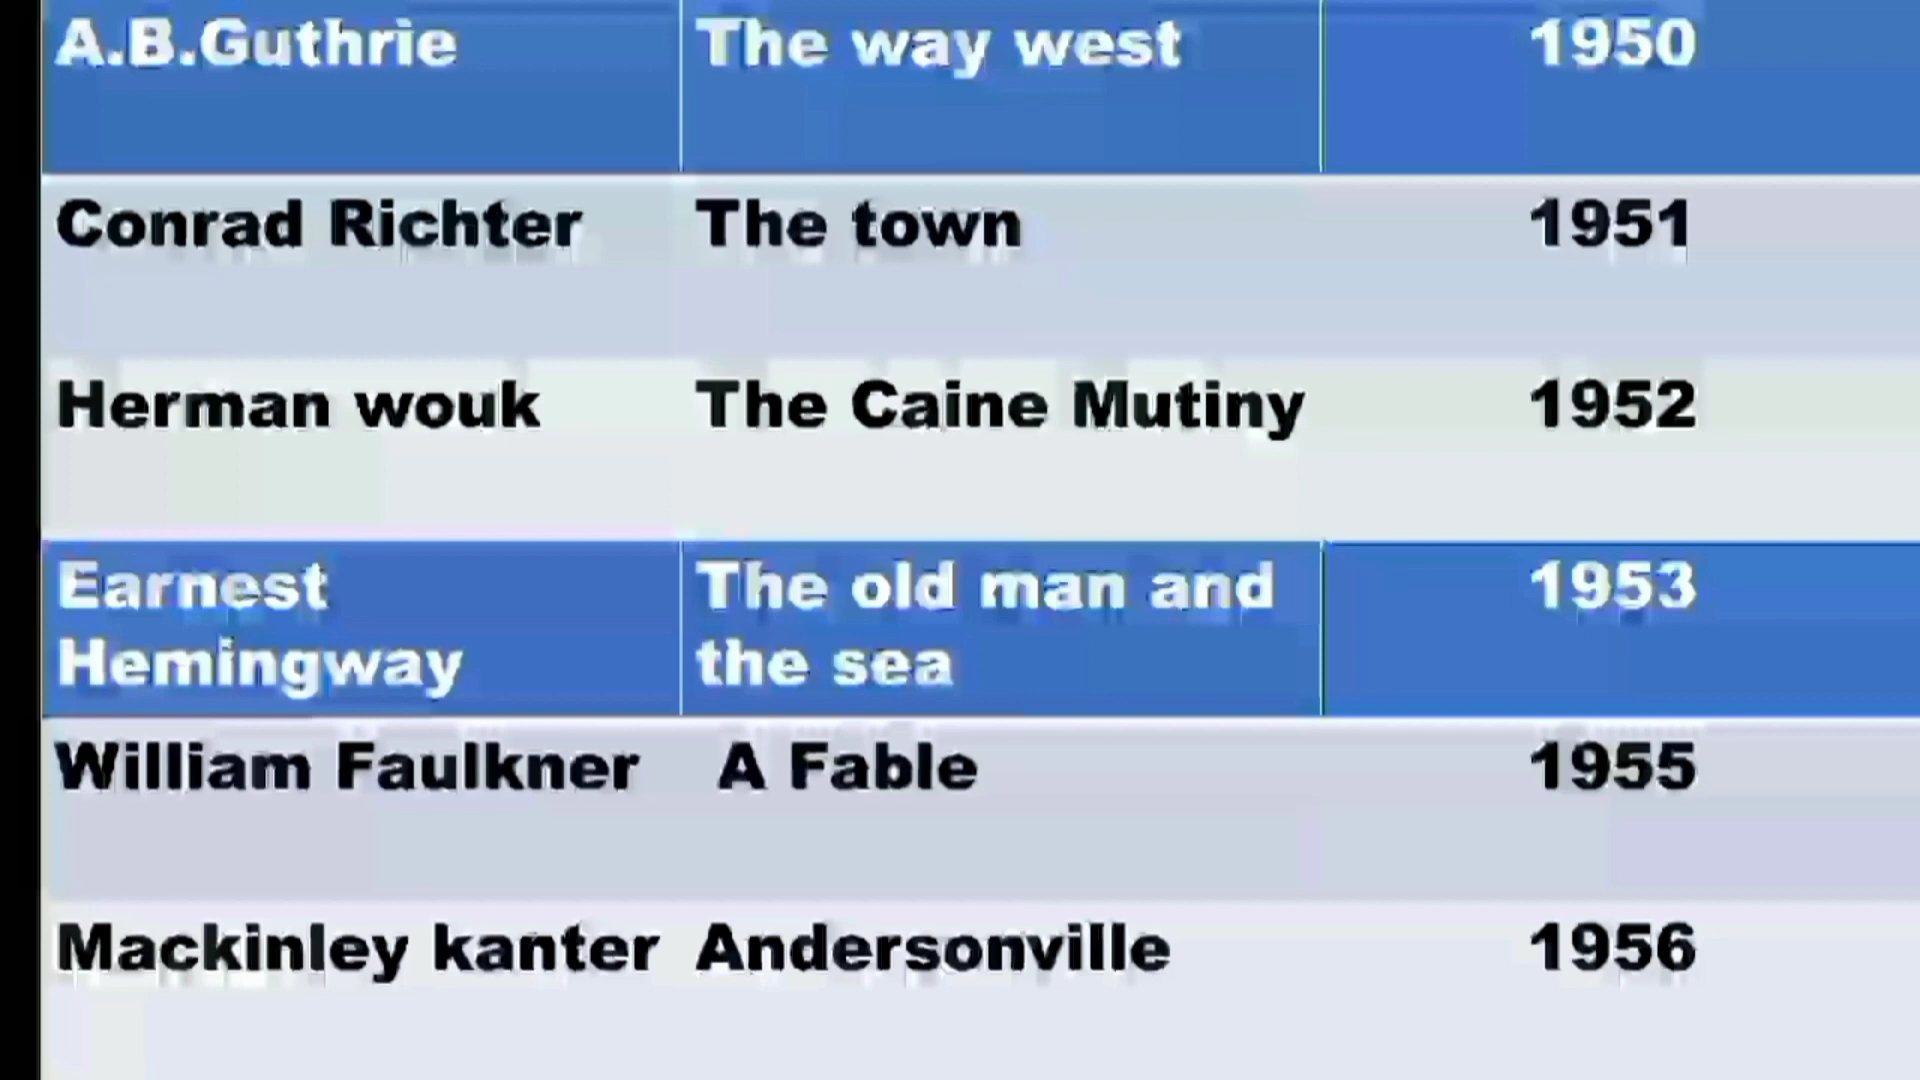 A.B.Guthrie The way west 1950
Conrad Richter The town 1951
Herman wouk The Caine Mutiny 1952
Earnest The old man and 1953
Hemingway the sea
William Faulkner A Fable 1955
Mackinley kanter Andersonville 1956